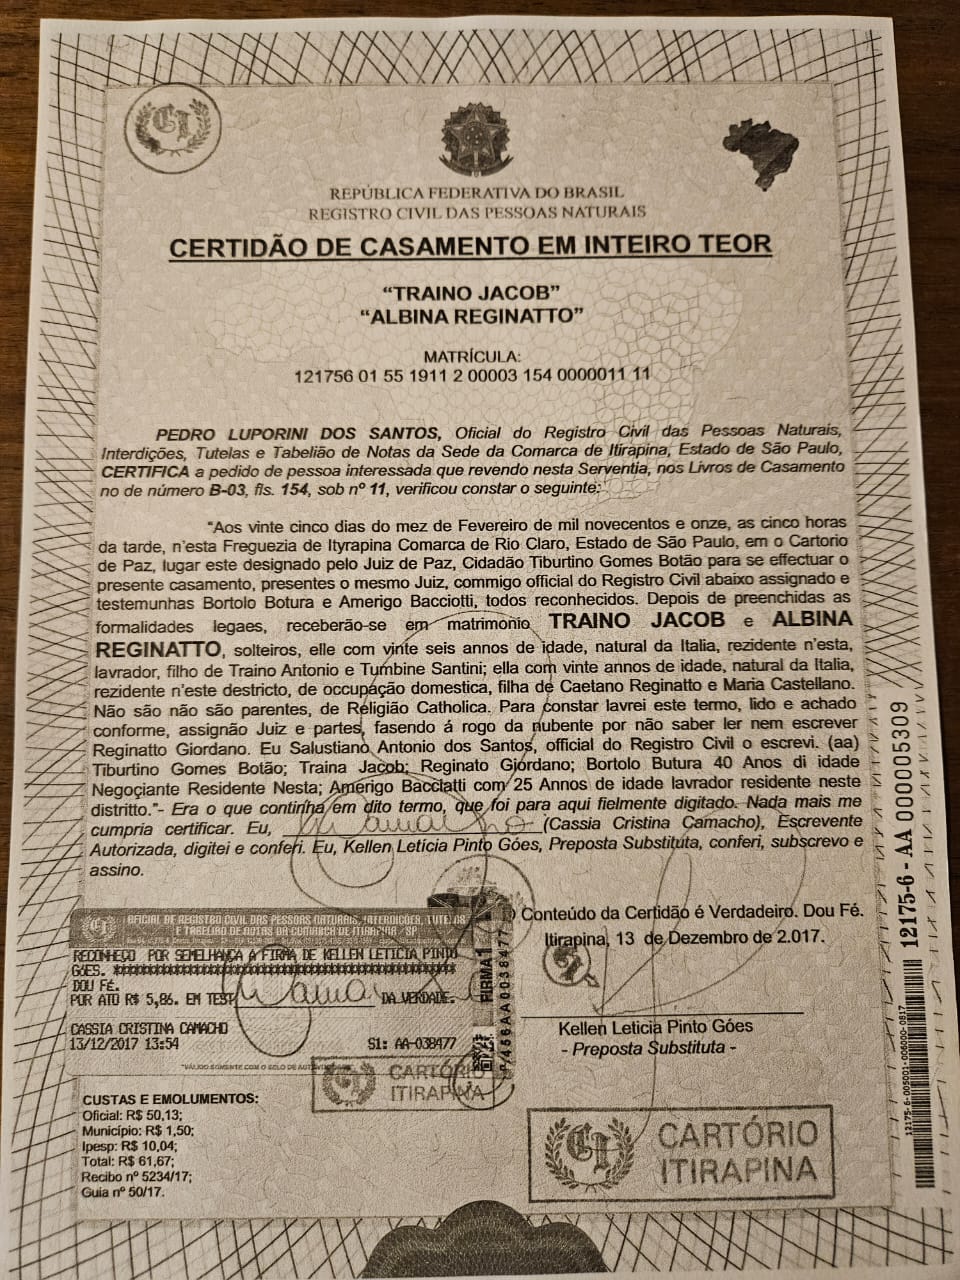 REPÚBLICA FEDERATIVA DO BRASIL
REGISTRO CIVIL DAS PESSOAS NATURAIS
CERTIDÃO DE CASAMENTO EM INTEIRO TEOR
“TRAINO JACOB”
“ALBINA REGINATTO”
MATRÍCULA:
121756 01 55 1911 2 00003 154 0000011 11
PEDRO LUPORINI DOS SANTOS, Oficial do Registro Civil das Pessoas Naturais,
Interdições, Tutelas e Tabelião de Notas da Sede da Comarca de Itirapina, Estado de São Paulo,
CERTIFICA a pedido de pessoa interessada que revendo nesta Serventia, nos Livros de Casamento
no de número B-03, fls. 154, sob nº 11, verificou constar o seguinte:
“Aos vinte cinco dias do mez de Fevereiro de mil novecentos e onze, as cinco horas
da tarde, n’esta Freguezia de Ityrapina Comarca de Rio Claro, Estado de São Paulo, em o Cartorio
de Paz, lugar este designado pelo Juiz de Paz, Cidadão Tiburtino Gomes Botão para se effectuar o
presente casamento, presentes o mesmo Juiz, commigo official do Registro Civil abaixo assignado e
testemunhas Bortolo Botura e Amerigo Bacciotti, todos reconhecidos. Depois de preenchidas as
formalidades legaes, receberão-se em matrimonio TRAINO JACOB e ALBINA
REGINATTO, solteiros, elle com vinte seis annos de idade, natural da Italia, rezidente n’esta,
lavrador, filho de Traino Antonio e Tumbine Santini; ella com vinte annos de idade, natural da Italia,
rezidente n’este destricto, de occupação domestica, filha de Caetano Reginatto e Maria Castellano.
Não são não são parentes, de Religião Catholica. Para constar lavrei este termo, lido e achado
conforme, assignão Juiz e partes, fasendo á rogo da nubente por não saber ler nem escrever
Reginatto Giordano. Eu Salustiano Antonio dos Santos, official do Registro Civil o escrevi. (aa)
Tiburtino Gomes Botão; Traina Jacob; Reginato Giordano; Bortolo Butura 40 Anos di idade
Negoçiante Residente Nesta; Amerigo Bacciatti com 25 Annos de idade lavrador residente neste
distritto.”- Era o que continha em dito termo, que foi para aqui fielmente digitado. Nada mais me
cumpria certificar. Eu, (Cassia Cristina Camacho), Escrevente
Autorizada, digitei e conferi. Eu, Kellen Letícia Pinto Góes, Preposta Substituta, conferi, subscrevo e
assino.
O Conteúdo da Certidão é Verdadeiro. Dou Fé.
Itirapina, 13 de Dezembro de 2.017.
Kellen Leticia Pinto Góes
- Preposta Substituta -
OFICIAL DE REGISTRO CIVIL DAS PESSOAS NATURAIS, INTERDIÇÕES, TUTELAS
E TABELIÃO DE NOTAS DA COMARCA DE ITIRAPINA / SP
RECONHEÇO POR SEMELHANÇA A FIRMA DE KELLEN LETICIA PINTO
GÓES.
DOU FÉ.
POR ATO R$ 5,86. EM TEST DA VERDADE.
CASSIA CRISTINA CAMACHO
13/12/2017 13:54 S1: AA-038477
FIRMA 1
CARTÓRIO
ITIRAPINA
CUSTAS E EMOLUMENTOS:
Oficial: R$ 50,13;
Município: R$ 1,50;
Ipesp: R$ 10,04;
Total: R$ 61,67;
Recibo nº 5234/17;
Guia nº 50/17.
CARTÓRIO
ITIRAPINA
12175-6 - AA 000005309
12175-6-005001-006000-0817